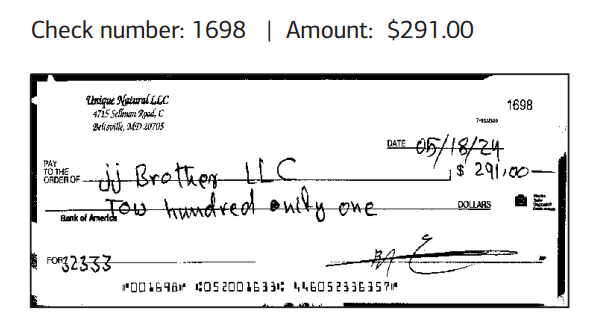 Check number: 1698 | Amount: $291.00
Unique Natural LLC
4715 Sellman Road, C
Beltsville, MD 20705
1698
DATE 05/18/24
PAY
TO THE
ORDER OF jj Brother LLC $ 291.00
Tow hundred only one DOLLARS
Bank of America
FOR 32333
⑈001698⑈ ⑆052001633⑆ 446052336357⑈